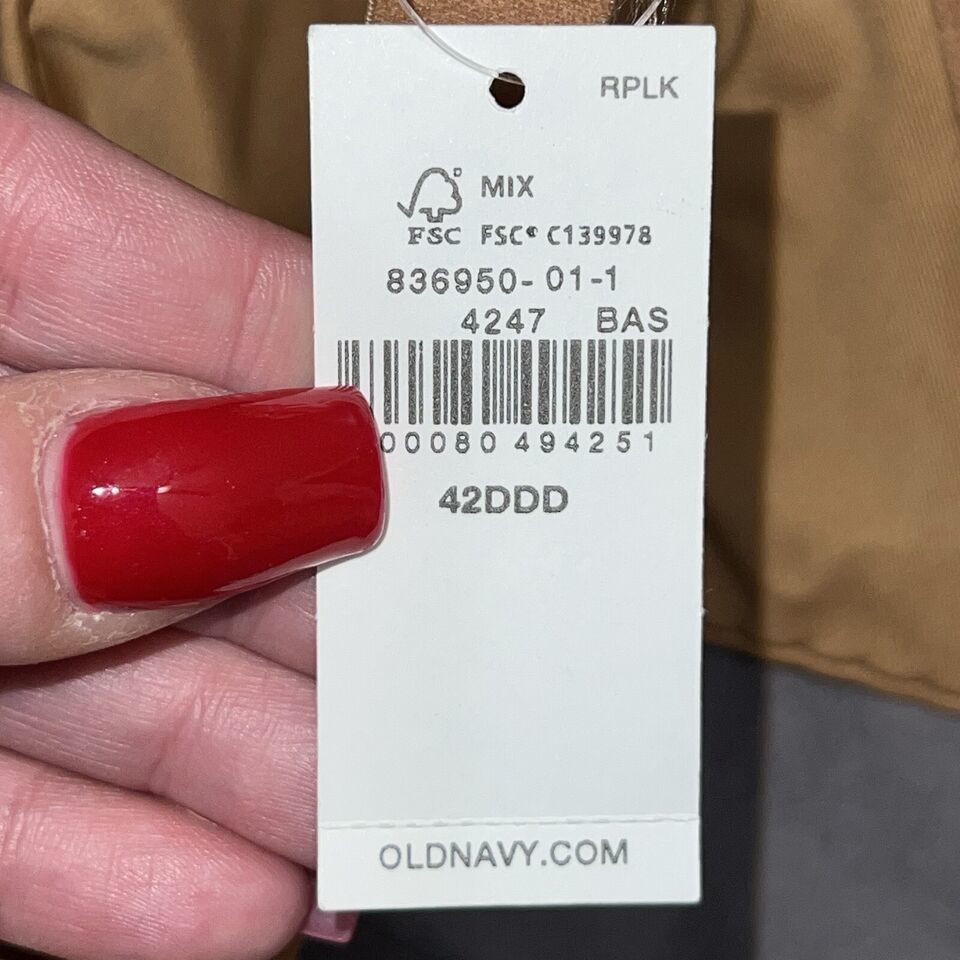 RPLK
MIX
FSC FSC® C139978
836950-01-1
4247 BAS
00080 494251
42DDD
OLDNAVY.COM